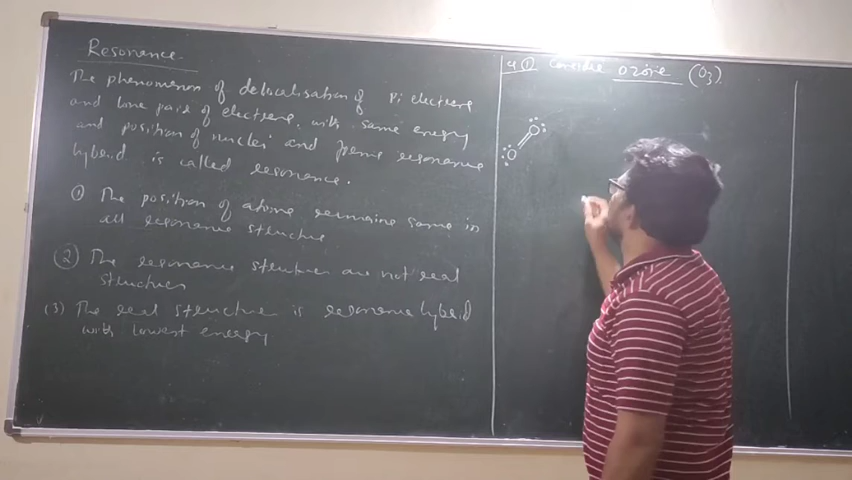 Resonance
The phenomenon of delocalisation of Pi electrons
and lone pair of electrons. with same energy
and position of nuclei and forms resonance
hybrid is called resonance.
① The position of atoms remains same in
all resonance structure
② The resonance structures are not real
structures
(3) The real structure is resonance hybrid
with lowest energy
① Consider ozone (O3)
O
O